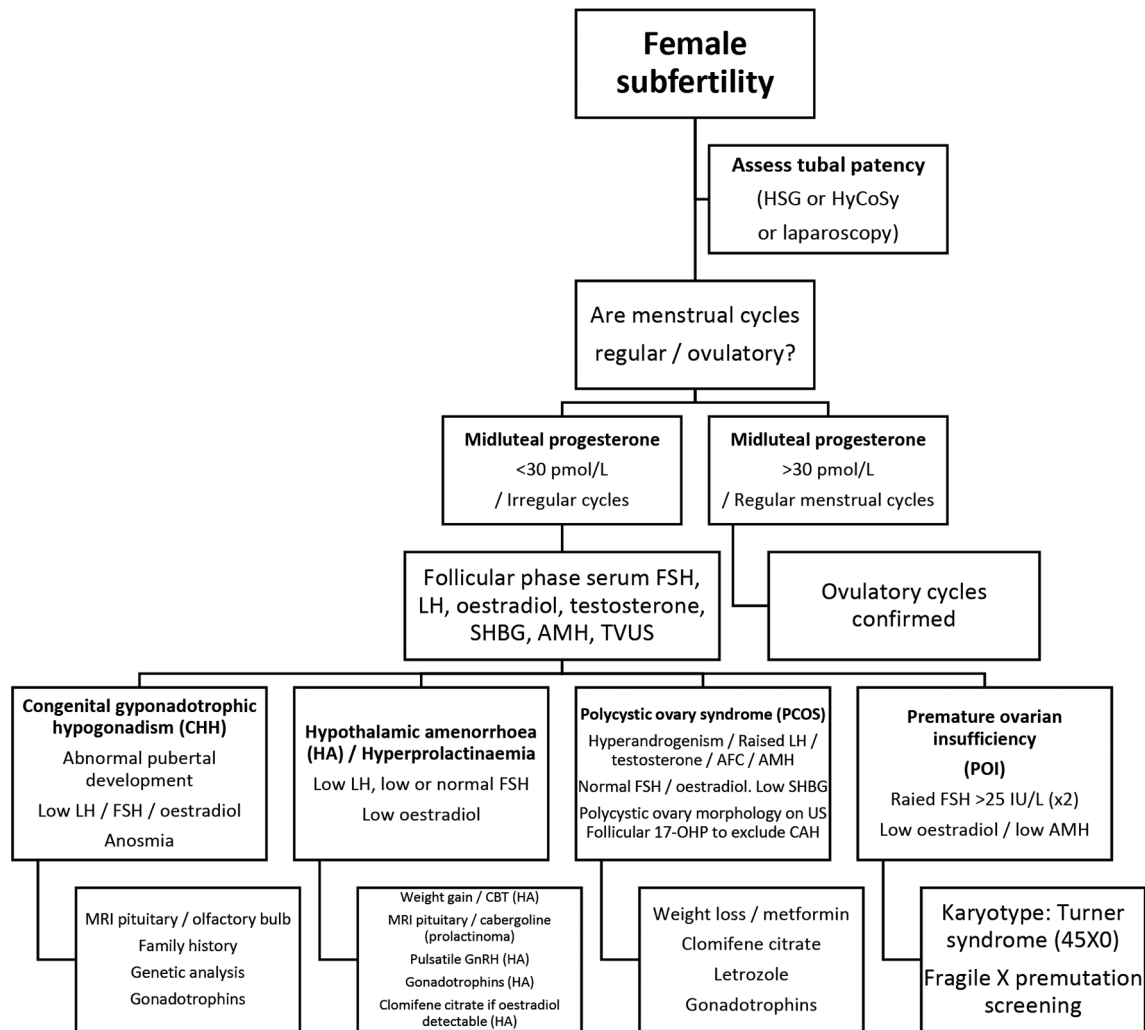 Female
subfertility
Assess tubal patency
(HSG or HyCoSy
or laparoscopy)
Are menstrual cycles
regular / ovulatory?
Midluteal progesterone
<30 pmol/L
/ Irregular cycles
Midluteal progesterone
>30 pmol/L
/ Regular menstrual cycles
Follicular phase serum FSH,
LH, oestradiol, testosterone,
SHBG, AMH, TVUS
Ovulatory cycles
confirmed
Congenital gyponadotrophic
hypogonadism (CHH)
Abnormal pubertal
development
Low LH / FSH / oestradiol
Anosmia
Hypothalamic amenorrhoea
(HA) / Hyperprolactinaemia
Low LH, low or normal FSH
Low oestradiol
Polycystic ovary syndrome (PCOS)
Hyperandrogenism / Raised LH /
testosterone / AFC / AMH
Normal FSH / oestradiol. Low SHBG
Polycystic ovary morphology on US
Follicular 17-OHP to exclude CAH
Premature ovarian
insufficiency
(POI)
Raied FSH >25 IU/L (x2)
Low oestradiol / low AMH
MRI pituitary / olfactory bulb
Family history
Genetic analysis
Gonadotrophins
Weight gain / CBT (HA)
MRI pituitary / cabergoline
(prolactinoma)
Pulsatile GnRH (HA)
Gonadotrophins (HA)
Clomifene citrate if oestradiol
detectable (HA)
Weight loss / metformin
Clomifene citrate
Letrozole
Gonadotrophins
Karyotype: Turner
syndrome (45X0)
Fragile X premutation
screening